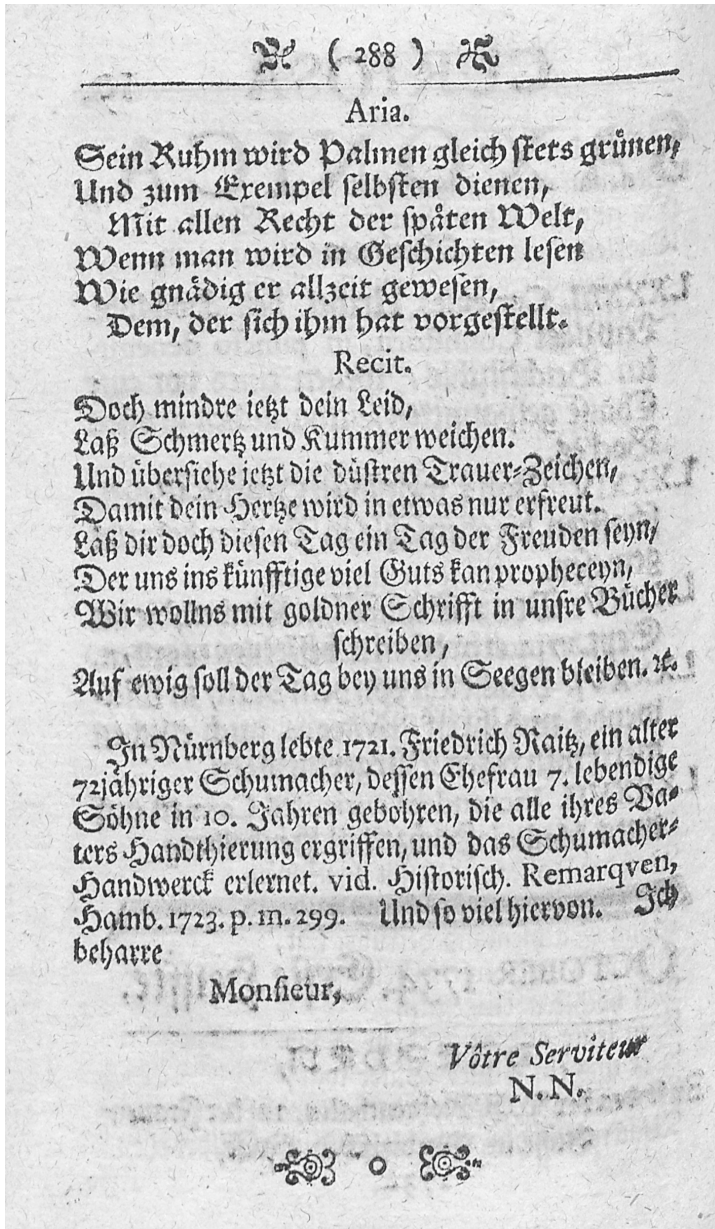 ( 288 )
Aria.
Sein Ruhm wird Palmen gleich stets grünen,
Und zum Exempel selbsten dienen,
Mit allen Recht der späten Welt,
Wenn man wird in Geschichten lesen
Wie gnädig er allzeit gewesen,
Dem, der sich ihm hat vorgestellt.
Recit.
Doch mindre ietzt dein Leid,
Laß Schmertz und Kummer weichen.
Und übersiehe ietzt die düstren Trauer-Zeichen,
Damit dein Hertze wird in etwas nur erfreut.
Laß dir doch diesen Tag ein Tag der Freuden seyn,
Der uns ins künfftige viel Guts kan propheceyn,
Wir wollns mit goldner Schrifft in unsre Bücher
schreiben,
Auf ewig soll der Tag bey uns in Seegen bleiben. ꝛc.
In Nürnberg lebte 1721. Friedrich Raitz, ein alter
72jähriger Schumacher, dessen Ehefrau 7. lebendige
Söhne in 10. Jahren gebohren, die alle ihres Va-
ters Handthierung ergriffen, und das Schumacher-
Handwerck erlernet. vid. Historisch. Remarqven,
Hamb. 1723. p. m. 299. Und so viel hiervon. Ich
beharre
Monsieur,
Vôtre Serviteur
N. N.